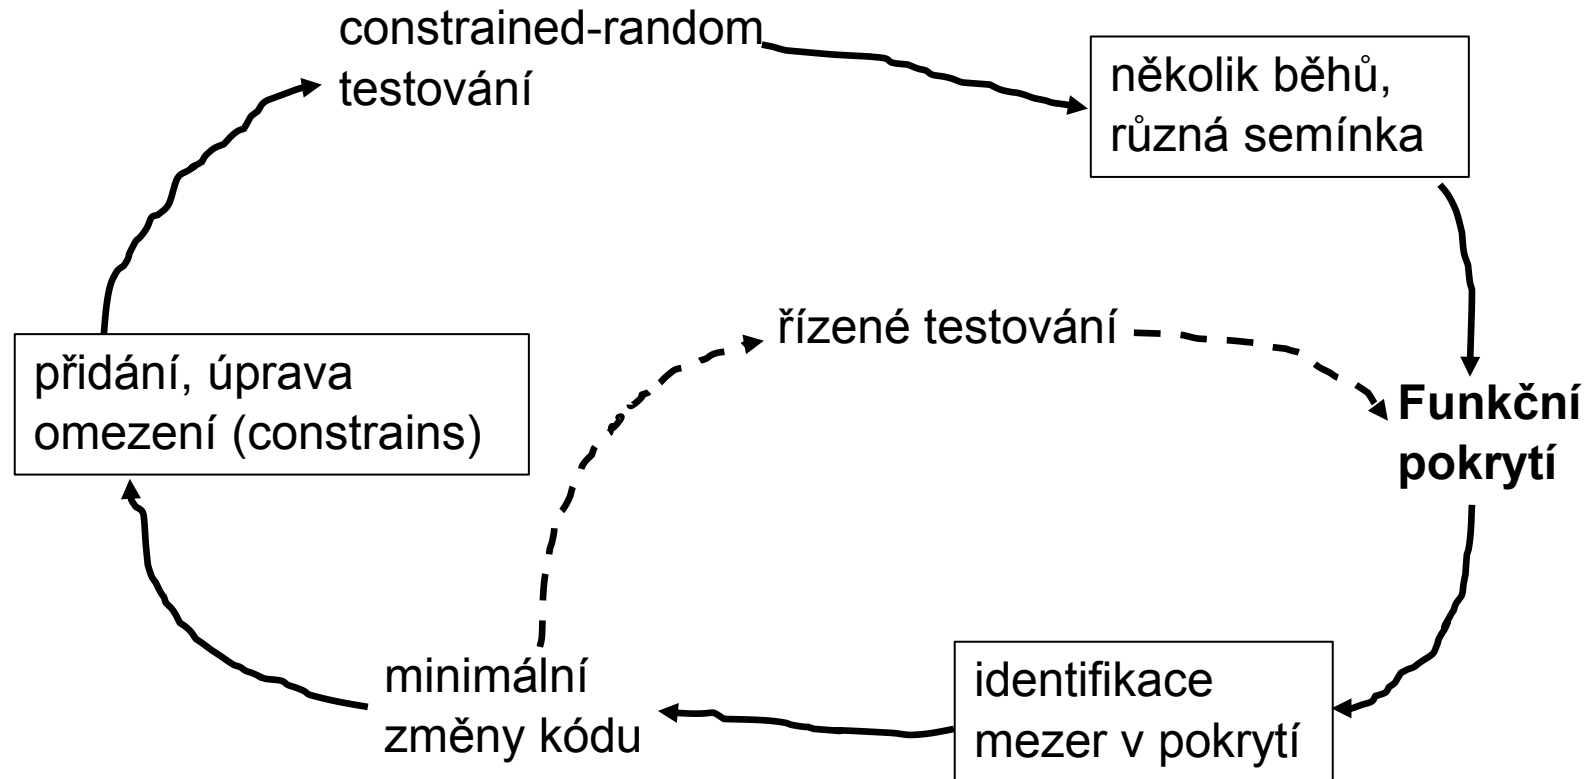 constrained-random
testování
několik běhů,
různá semínka
řízené testování
přidání, úprava
omezení (constrains)
Funkční
pokrytí
minimální
změny kódu
identifikace
mezer v pokrytí